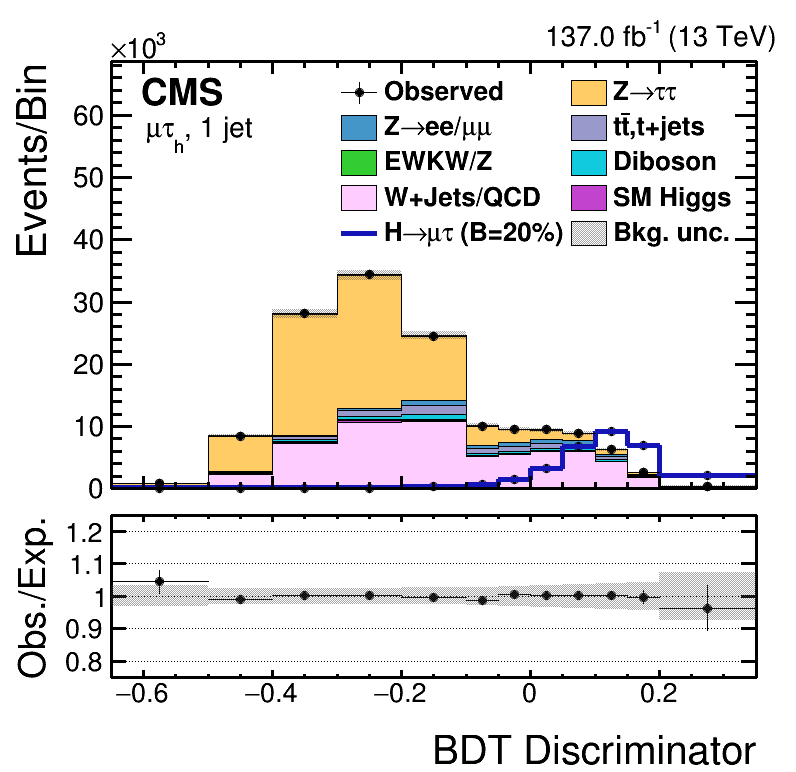 ×10³
137.0 fb⁻¹ (13 TeV)
CMS
μτₕ, 1 jet
Observed
Z→ττ
Z→ee/μμ
tt̄,t+jets
EWKW/Z
Diboson
W+Jets/QCD
SM Higgs
H→μτ (B=20%)
Bkg. unc.
Events/Bin
60
50
40
30
20
10
0
Obs./Exp.
1.2
1.1
1
0.9
0.8
−0.6 −0.4 −0.2 0 0.2
BDT Discriminator